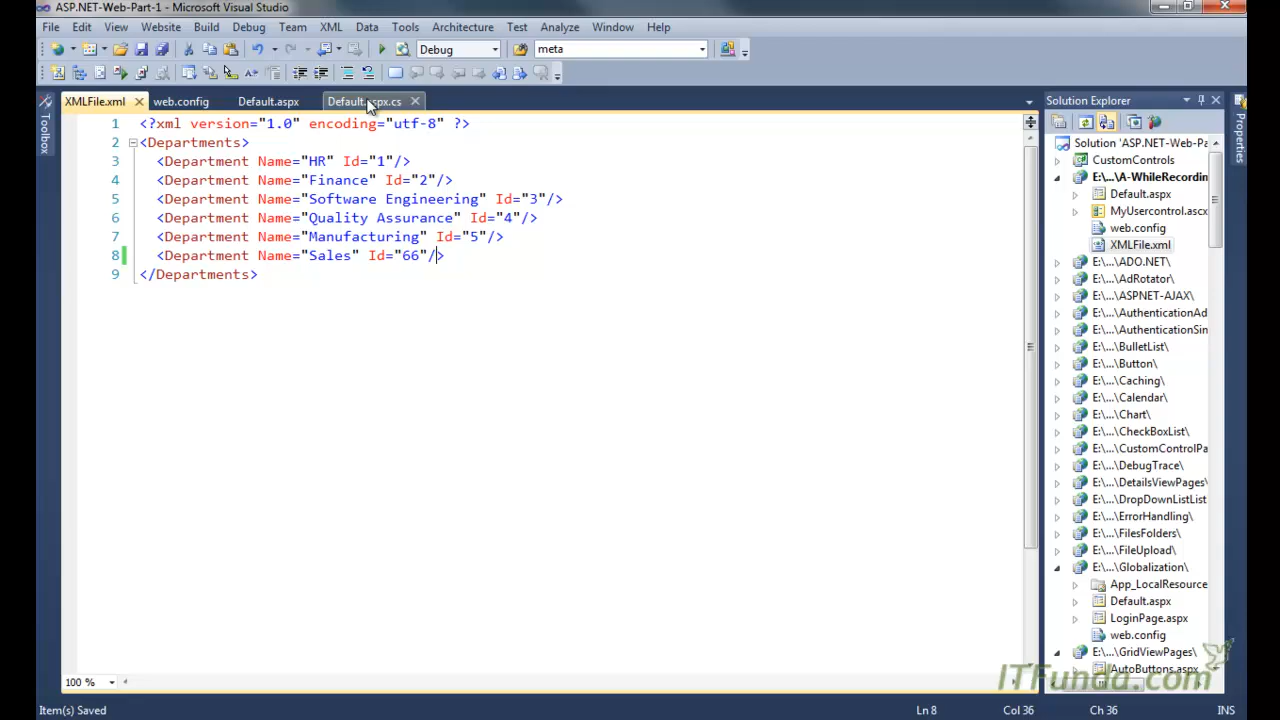 ASP.NET-Web-Part-1 - Microsoft Visual Studio
File Edit View Website Build Debug Team XML Data Tools Architecture Test Analyze Window Help
Debug meta
XMLFile.xml web.config Default.aspx Default.aspx.cs
1 <?xml version="1.0" encoding="utf-8" ?>
2 <Departments>
3 <Department Name="HR" Id="1"/>
4 <Department Name="Finance" Id="2"/>
5 <Department Name="Software Engineering" Id="3"/>
6 <Department Name="Quality Assurance" Id="4"/>
7 <Department Name="Manufacturing" Id="5"/>
8 <Department Name="Sales" Id="66"/>
9 </Departments>
100 %
Toolbox
Solution Explorer
Properties
Solution 'ASP.NET-Web-Pa
CustomControls
E:\...\A-WhileRecordin
Default.aspx
MyUsercontrol.ascx
web.config
XMLFile.xml
E:\...\ADO.NET\
E:\...\AdRotator\
E:\...\ASPNET-AJAX\
E:\...\AuthenticationAd
E:\...\AuthenticationSin
E:\...\BulletList\
E:\...\Button\
E:\...\Caching\
E:\...\Calendar\
E:\...\Chart\
E:\...\CheckBoxList\
E:\...\CustomControlPa
E:\...\DebugTrace\
E:\...\DetailsViewPages\
E:\...\DropDownListList
E:\...\ErrorHandling\
E:\...\FilesFolders\
E:\...\FileUpload\
E:\...\Globalization\
App_LocalResource
Default.aspx
LoginPage.aspx
web.config
E:\...\GridViewPages\
AutoButtons.aspx
ITFunda.com
Item(s) Saved Ln 8 Col 36 Ch 36 INS